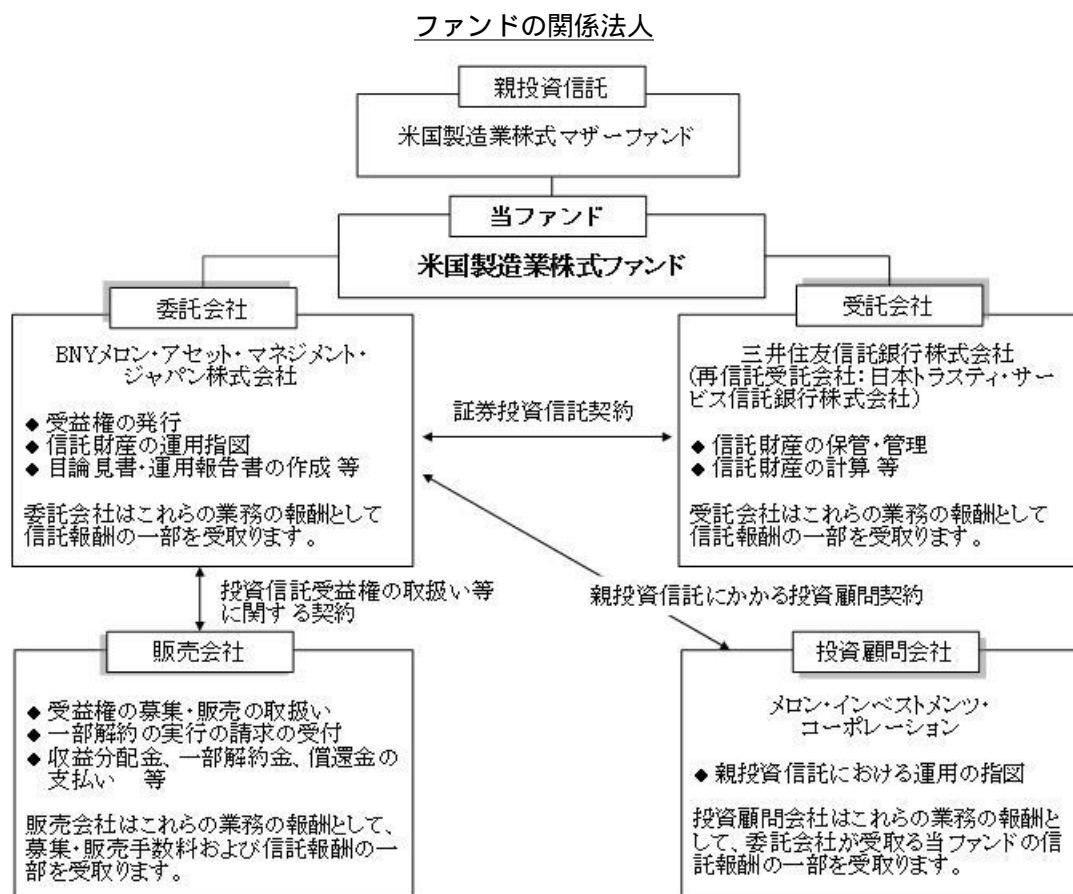 ファンドの関係法人
親投資信託
米国製造業株式マザーファンド
当ファンド
米国製造業株式ファンド
委託会社
BNYメロン・アセット・マネジメント・
ジャパン株式会社
◆ 受益権の発行
◆ 信託財産の運用指図
◆ 目論見書・運用報告書の作成 等
委託会社はこれらの業務の報酬として
信託報酬の一部を受取ります。
証券投資信託契約
受託会社
三井住友信託銀行株式会社
(再信託受託会社:日本トラスティ・サー
ビス信託銀行株式会社)
◆ 信託財産の保管・管理
◆ 信託財産の計算 等
受託会社はこれらの業務の報酬として
信託報酬の一部を受取ります。
投資信託受益権の取扱い等
に関する契約
親投資信託にかかる投資顧問契約
販売会社
◆ 受益権の募集・販売の取扱い
◆ 一部解約の実行の請求の受付
◆ 収益分配金、一部解約金、償還金の
支払い 等
販売会社はこれらの業務の報酬として、
募集・販売手数料および信託報酬の一
部を受取ります。
投資顧問会社
メロン・インベストメンツ・
コーポレーション
◆ 親投資信託における運用の指図
投資顧問会社はこれらの業務の報酬と
して、委託会社が受取る当ファンドの信
託報酬の一部を受取ります。